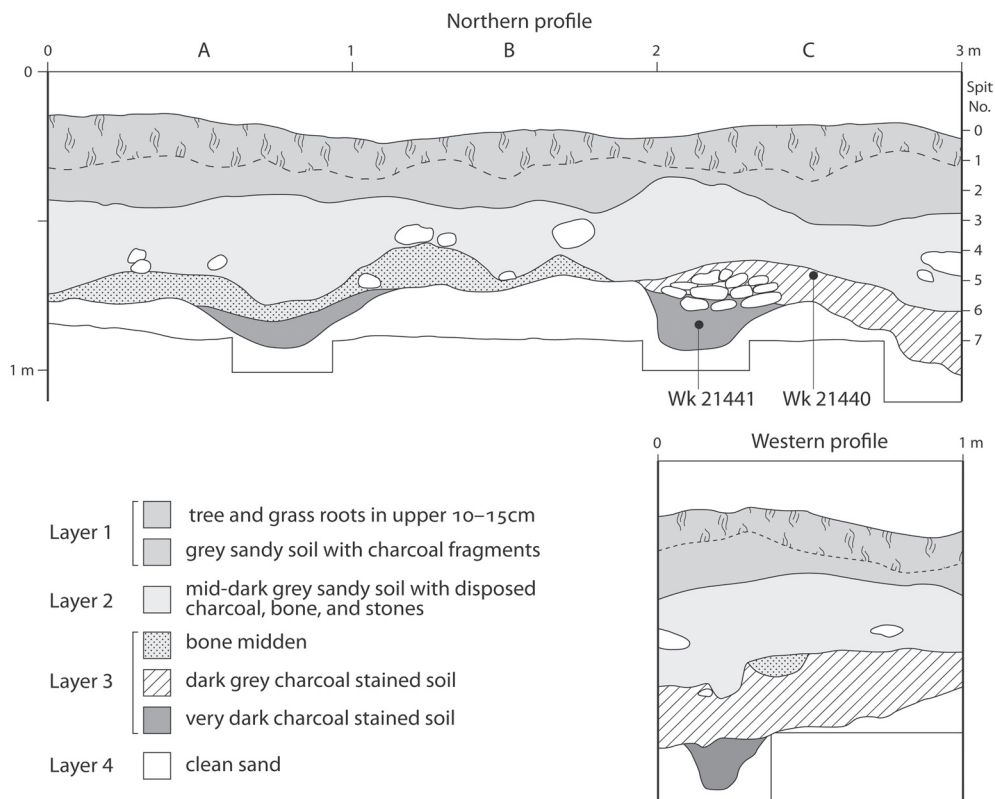 Northern profile
0 A 1 B 2 C 3 m
0
Spit
No.
0
1
2
3
4
5
6
7
1 m
Wk 21441 Wk 21440
0 Western profile 1 m
Layer 1
tree and grass roots in upper 10–15cm
grey sandy soil with charcoal fragments
Layer 2
mid-dark grey sandy soil with disposed
charcoal, bone, and stones
Layer 3
bone midden
dark grey charcoal stained soil
very dark charcoal stained soil
Layer 4
clean sand